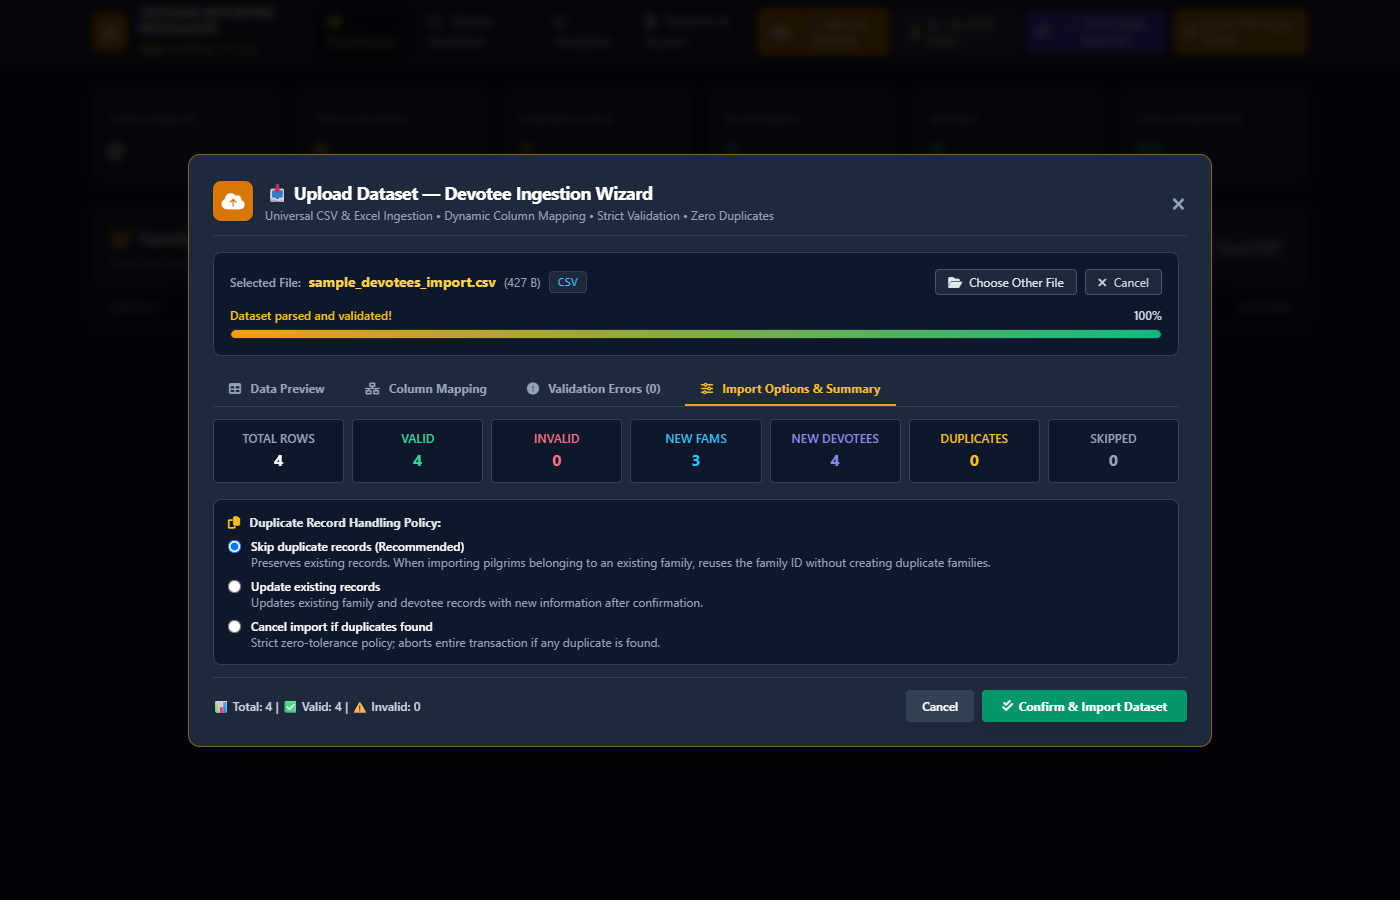 Upload Dataset — Devotee Ingestion Wizard
Universal CSV & Excel Ingestion • Dynamic Column Mapping • Strict Validation • Zero Duplicates
Selected File: sample_devotees_import.csv (427 B) CSV
Choose Other File
Cancel
Dataset parsed and validated! 100%
Data Preview
Column Mapping
Validation Errors (0)
Import Options & Summary
TOTAL ROWS
4
VALID
4
INVALID
0
NEW FAMS
3
NEW DEVOTEES
4
DUPLICATES
0
SKIPPED
0
Duplicate Record Handling Policy:
Skip duplicate records (Recommended)
Preserves existing records. When importing pilgrims belonging to an existing family, reuses the family ID without creating duplicate families.
Update existing records
Updates existing family and devotee records with new information after confirmation.
Cancel import if duplicates found
Strict zero-tolerance policy; aborts entire transaction if any duplicate is found.
Total: 4 | Valid: 4 | Invalid: 0
Cancel
Confirm & Import Dataset